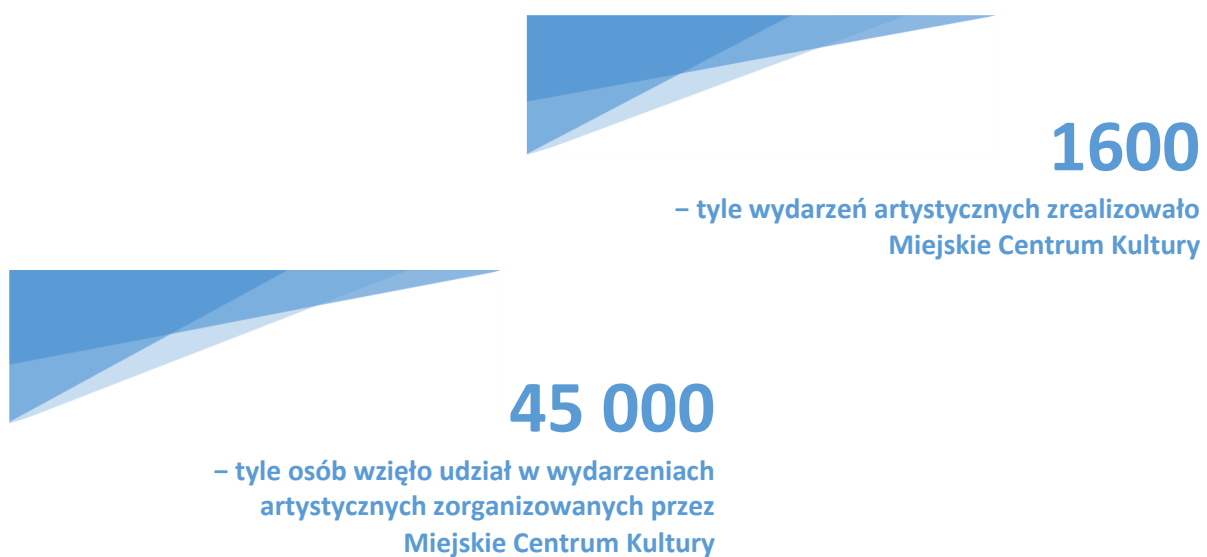 1600
– tyle wydarzeń artystycznych zrealizowało
Miejskie Centrum Kultury
45 000
– tyle osób wzięło udział w wydarzeniach
artystycznych zorganizowanych przez
Miejskie Centrum Kultury